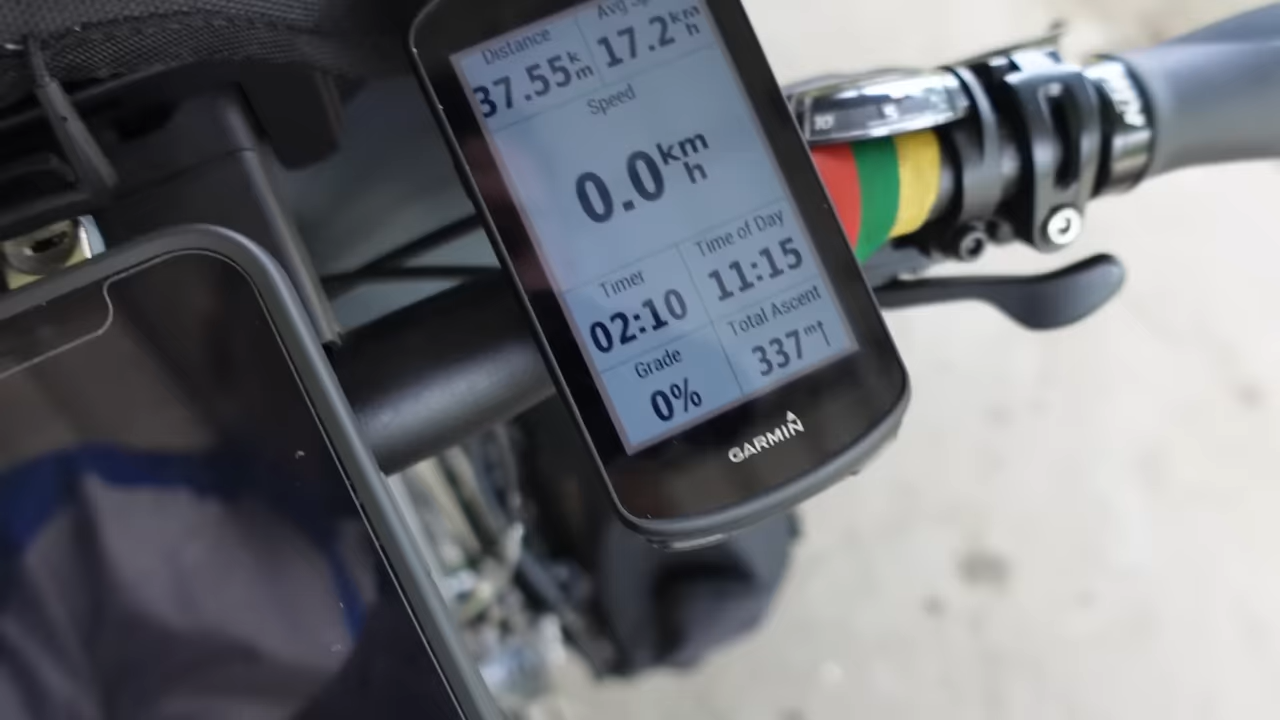 Distance
37.55 km
Avg Sp
17.2 km/h
Speed
0.0 km/h
Timer
02:10
Time of Day
11:15
Grade
0%
Total Ascent
337 m↑
GARMIN
10